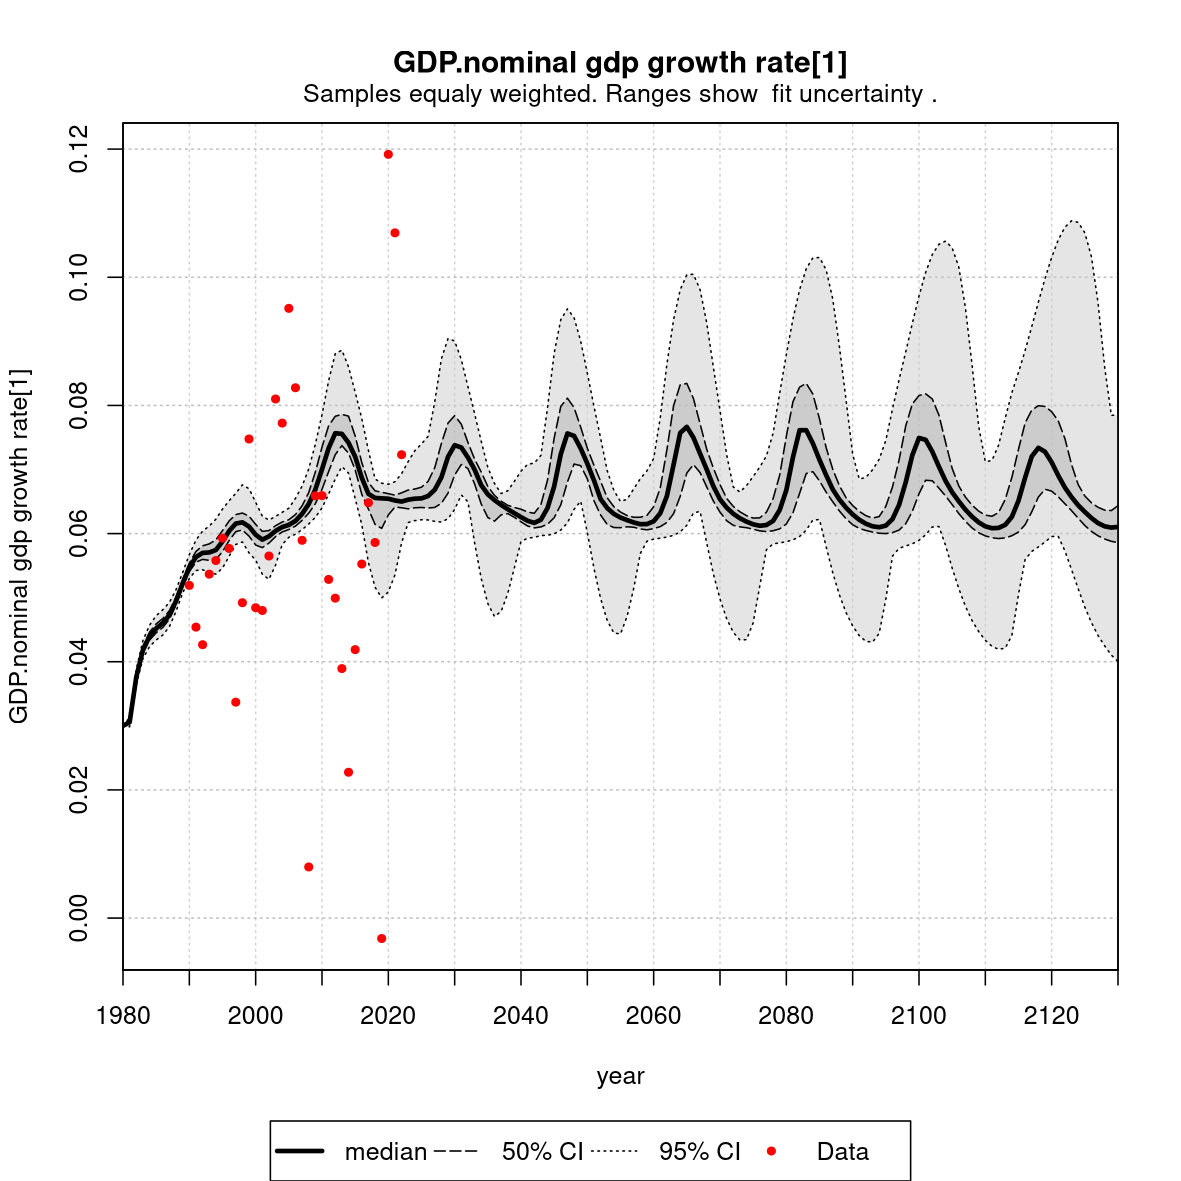 GDP.nominal gdp growth rate[1]
Samples equaly weighted. Ranges show  fit uncertainty .
GDP.nominal gdp growth rate[1]
0.12
0.10
0.08
0.06
0.04
0.02
0.00
1980 2000 2020 2040 2060 2080 2100 2120
year
median 50% CI 95% CI Data